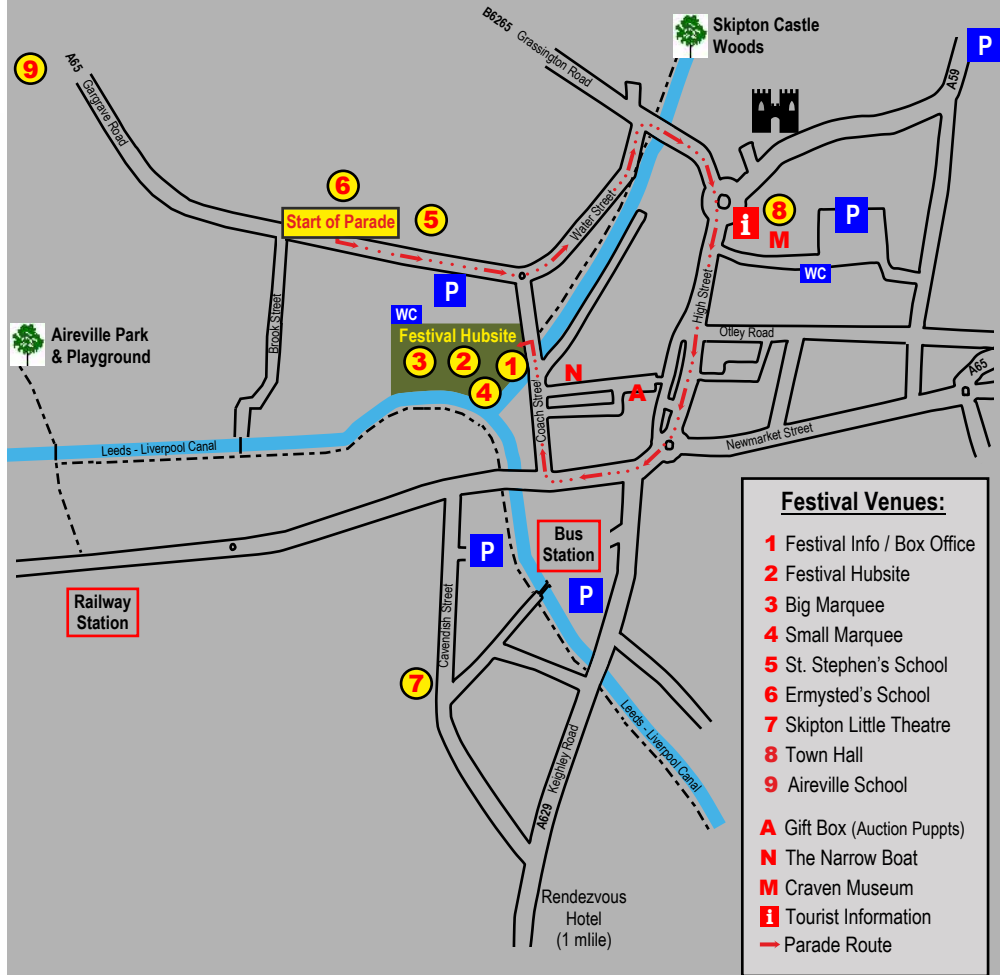 B6265
Grassington Road
Skipton Castle
Woods
P
A59
9
A65
Gargrave Road
6
Start of Parade
5
Water Street
i
8
M
P
WC
High Street
P
WC
Festival Hubsite
3
2
1
4
Brook Street
Aireville Park
& Playground
Otley Road
A65
N
A
Coach Street
Newmarket Street
Leeds - Liverpool Canal
Bus
Station
P
P
Railway
Station
Cavendish Street
7
Leeds - Liverpool Canal
Keighley Road
A629
Rendezvous
Hotel
(1 mlile)
Festival Venues:
1 Festival Info / Box Office
2 Festival Hubsite
3 Big Marquee
4 Small Marquee
5 St. Stephen's School
6 Ermysted's School
7 Skipton Little Theatre
8 Town Hall
9 Aireville School
A Gift Box (Auction Puppts)
N The Narrow Boat
M Craven Museum
i Tourist Information
Parade Route